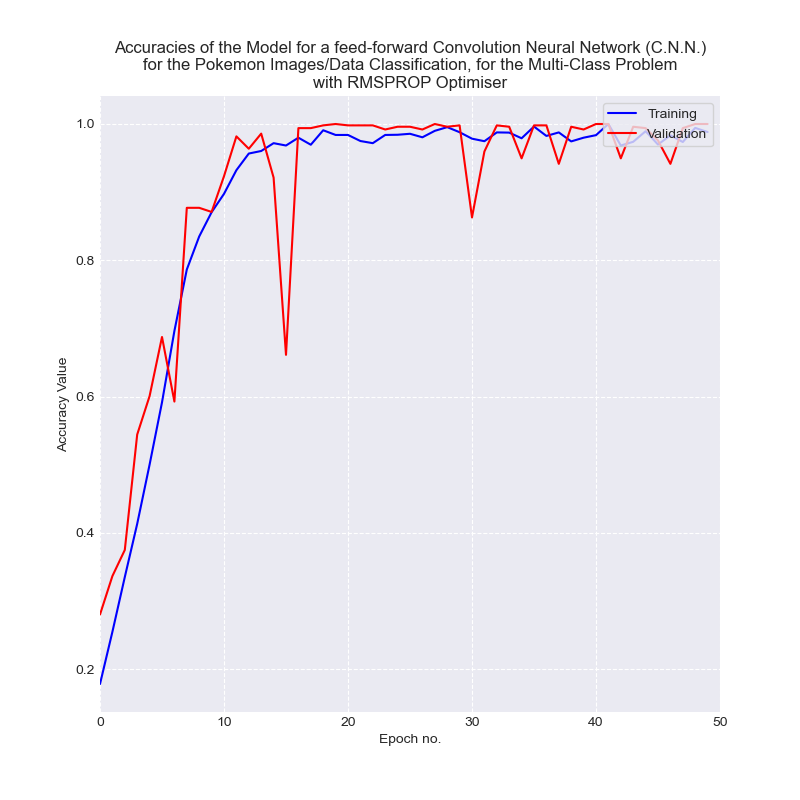 Accuracies of the Model for a feed-forward Convolution Neural Network (C.N.N.)
for the Pokemon Images/Data Classification, for the Multi-Class Problem
with RMSPROP Optimiser
Training
Validation
1.0
0.8
0.6
0.4
0.2
Accuracy Value
0 10 20 30 40 50
Epoch no.